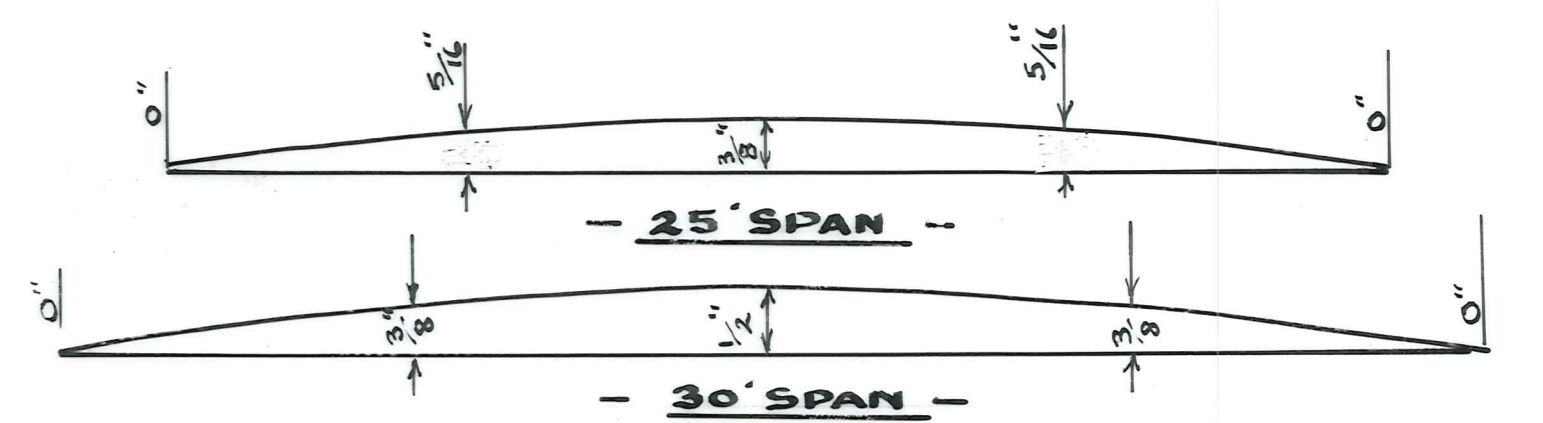 0" 5/16" 3/8" 5/16" 0"
- 25' SPAN -
0" 3/8" 1/2" 3/8" 0"
- 30' SPAN -